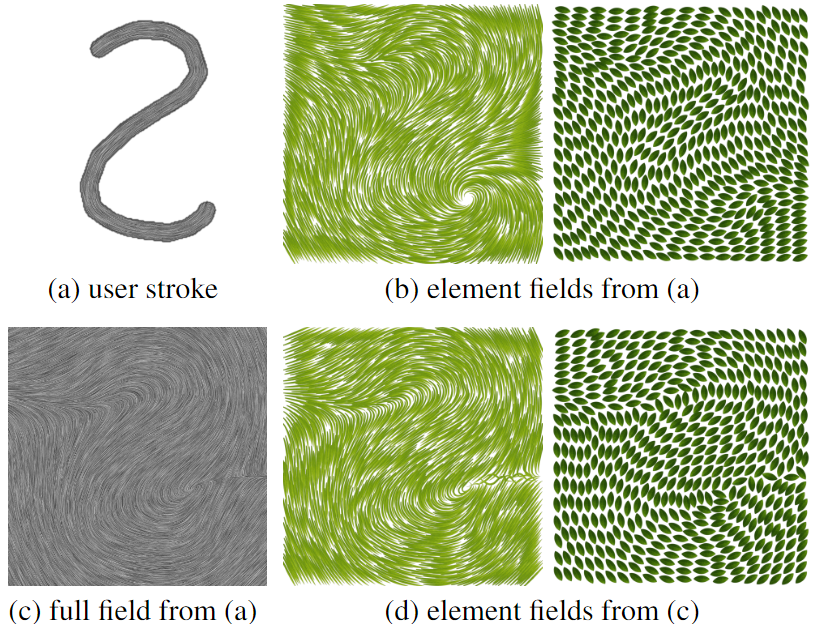 (a) user stroke
(b) element fields from (a)
(c) full field from (a)
(d) element fields from (c)